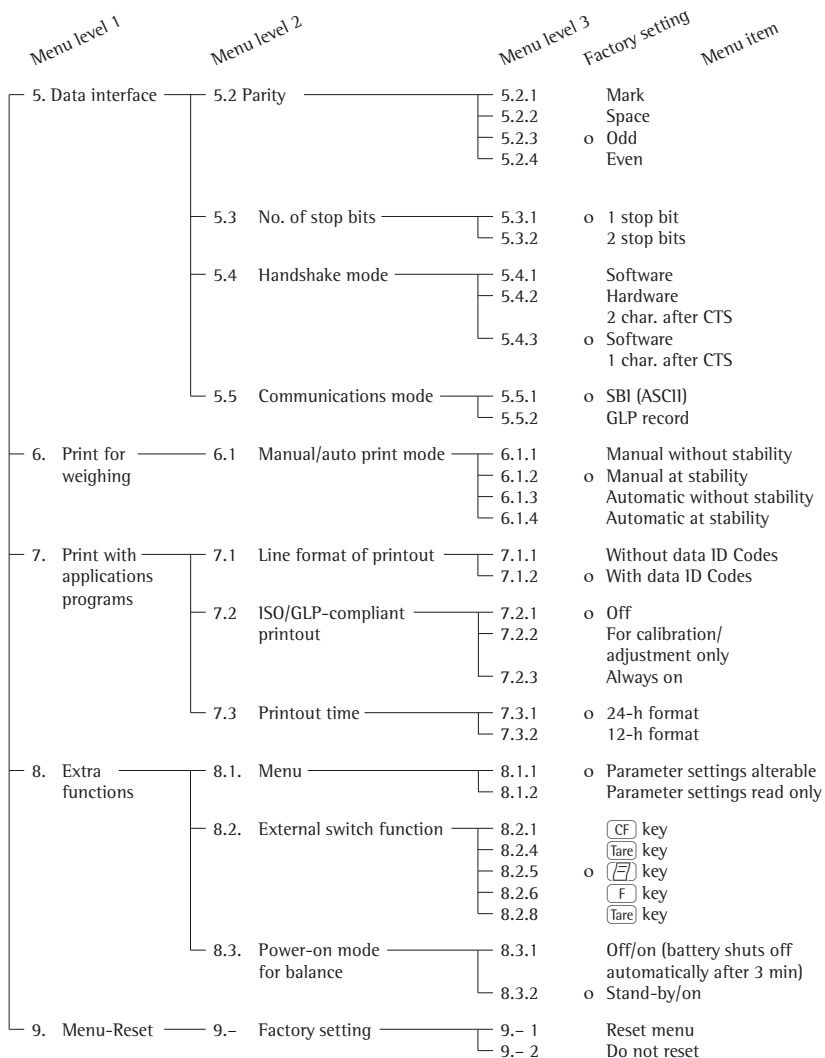 Menu level 1 Menu level 2 Menu level 3 Factory setting Menu item
5. Data interface 5.2 Parity 5.2.1 Mark
5.2.2 Space
5.2.3 o Odd
5.2.4 Even
5.3 No. of stop bits 5.3.1 o 1 stop bit
5.3.2 2 stop bits
5.4 Handshake mode 5.4.1 Software
5.4.2 Hardware
2 char. after CTS
5.4.3 o Software
1 char. after CTS
5.5 Communications mode 5.5.1 o SBI (ASCII)
5.5.2 GLP record
6. Print for 6.1 Manual/auto print mode 6.1.1 Manual without stability
weighing 6.1.2 o Manual at stability
6.1.3 Automatic without stability
6.1.4 Automatic at stability
7. Print with 7.1 Line format of printout 7.1.1 Without data ID Codes
applications 7.1.2 o With data ID Codes
programs
7.2 ISO/GLP-compliant 7.2.1 o Off
printout 7.2.2 For calibration/
adjustment only
7.2.3 Always on
7.3 Printout time 7.3.1 o 24-h format
7.3.2 12-h format
8. Extra 8.1. Menu 8.1.1 o Parameter settings alterable
functions 8.1.2 Parameter settings read only
8.2. External switch function 8.2.1 CF key
8.2.4 Tare key
8.2.5 o key
8.2.6 F key
8.2.8 Tare key
8.3. Power-on mode 8.3.1 Off/on (battery shuts off
for balance automatically after 3 min)
8.3.2 o Stand-by/on
9. Menu-Reset 9.– Factory setting 9.– 1 Reset menu
9.– 2 Do not reset